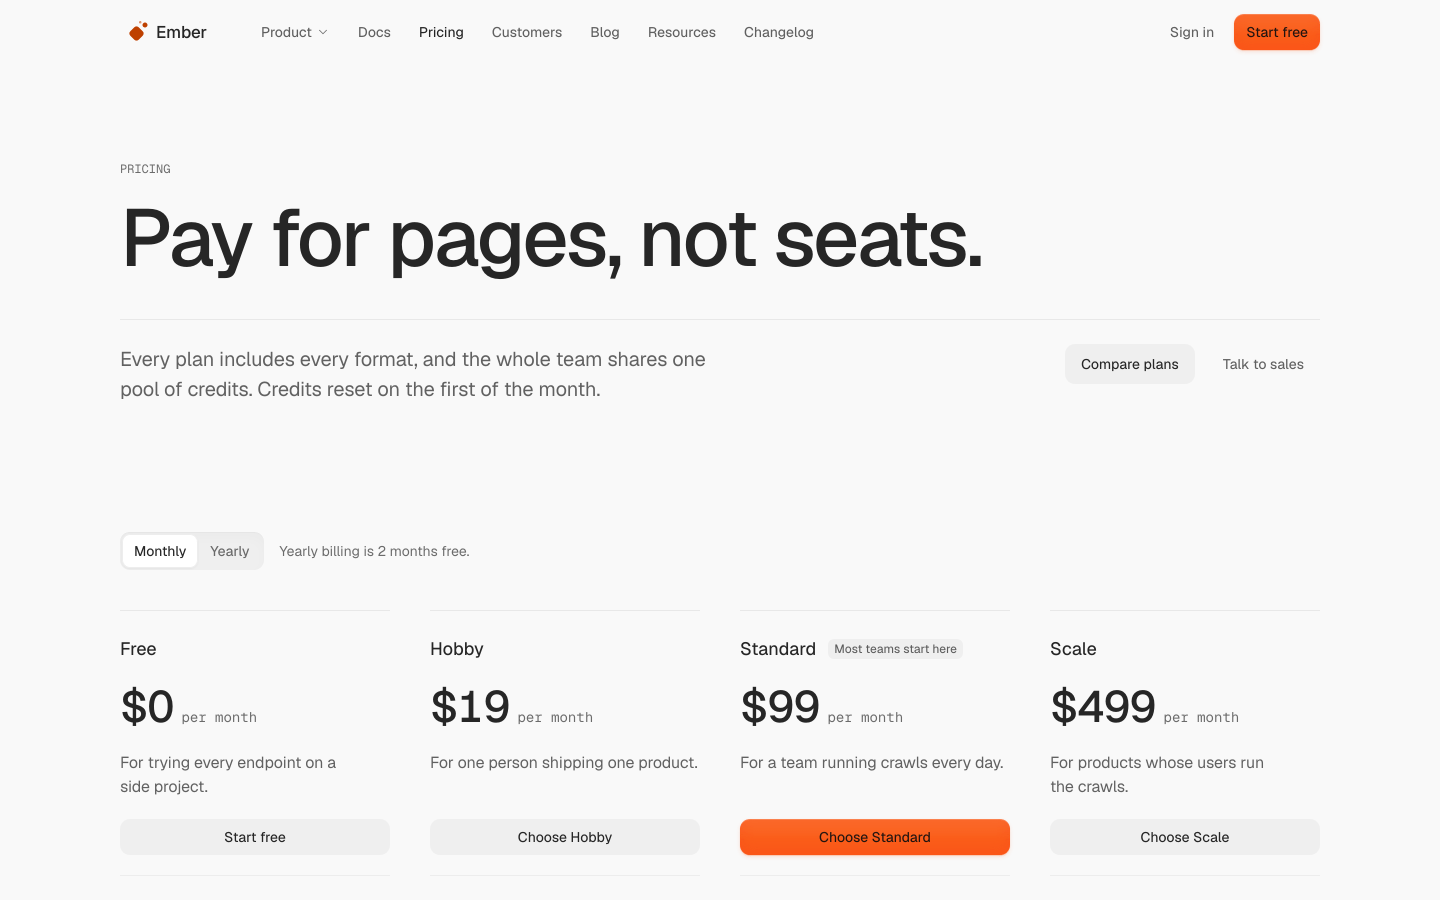 Ember
Product
Docs
Pricing
Customers
Blog
Resources
Changelog
Sign in
Start free
PRICING
Pay for pages, not seats.
Every plan includes every format, and the whole team shares one
pool of credits. Credits reset on the first of the month.
Compare plans
Talk to sales
Monthly
Yearly
Yearly billing is 2 months free.
Free
$0 per month
For trying every endpoint on a
side project.
Start free
Hobby
$19 per month
For one person shipping one product.
Choose Hobby
Standard
Most teams start here
$99 per month
For a team running crawls every day.
Choose Standard
Scale
$499 per month
For products whose users run
the crawls.
Choose Scale